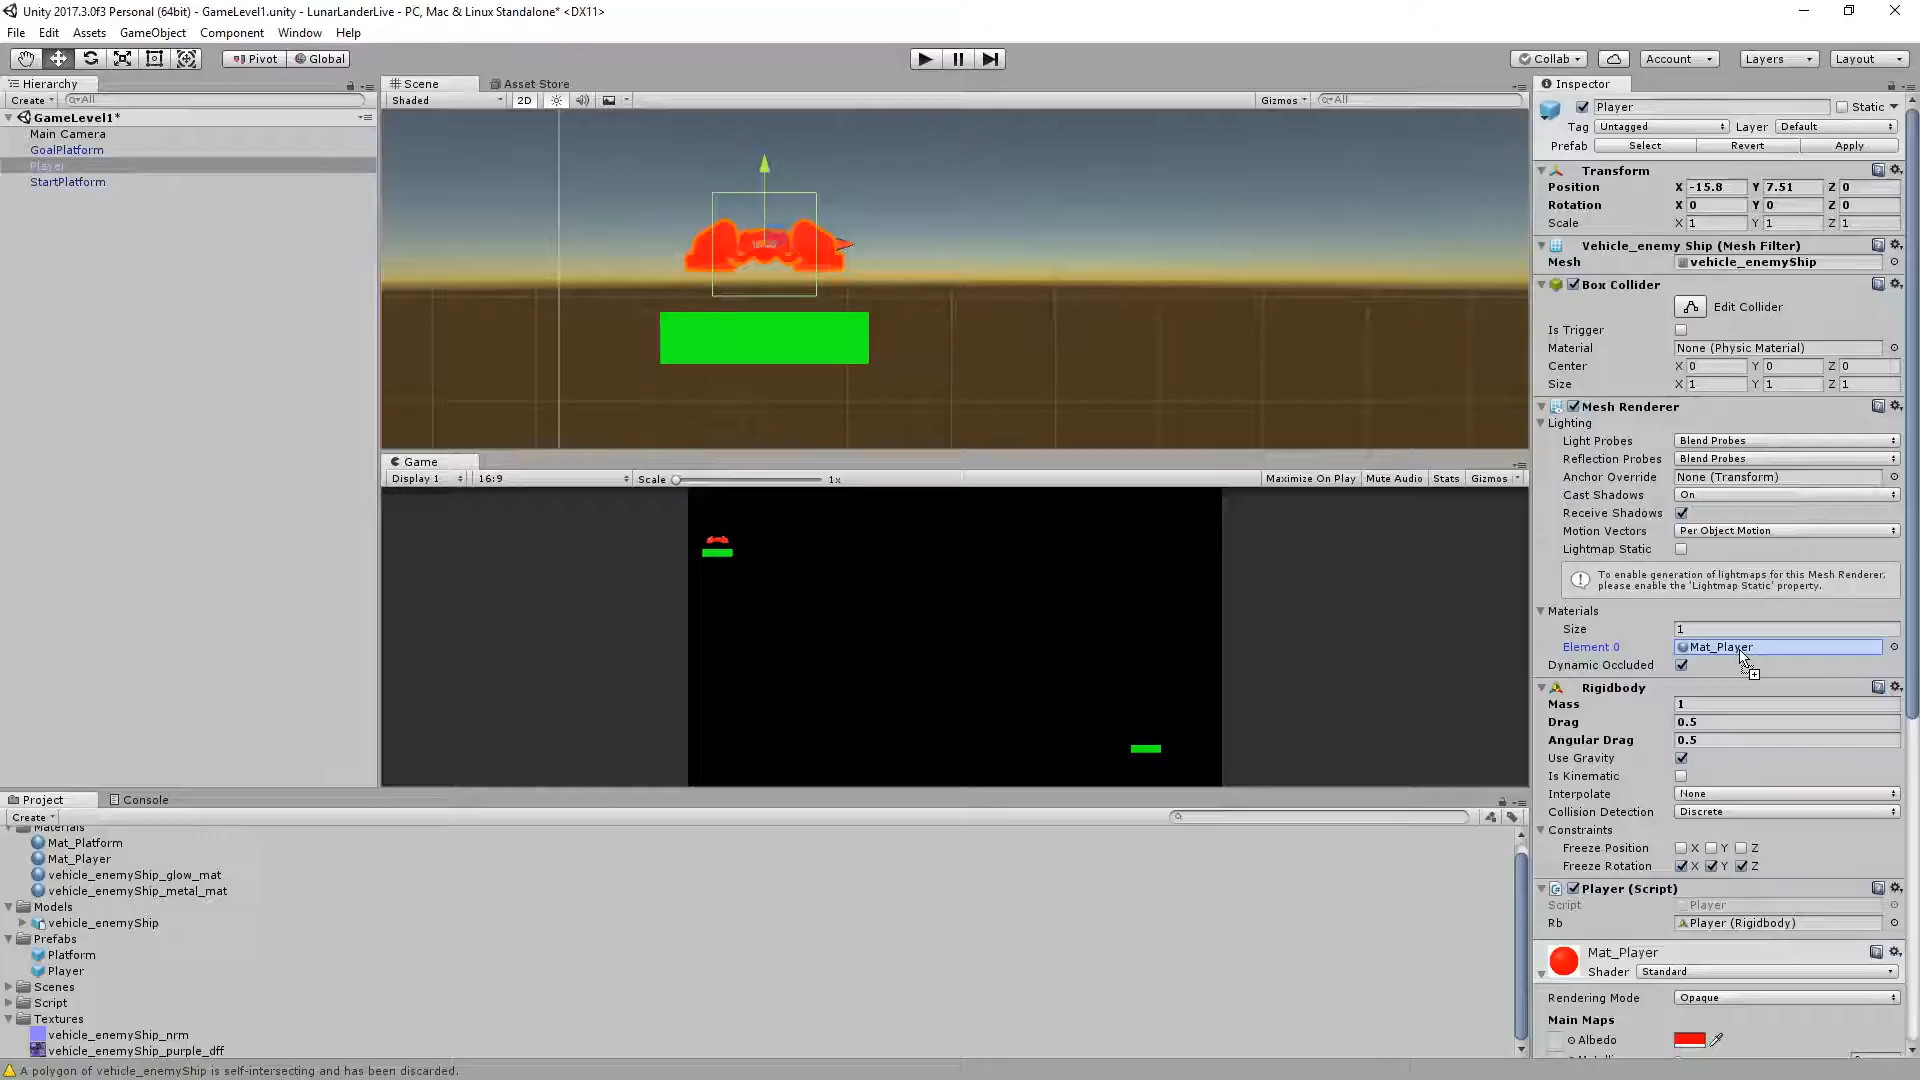 Unity 2017.3.0f3 Personal (64bit) - GameLevel1.unity - LunarLanderLive - PC, Mac & Linux Standalone* <DX11>
File Edit Assets GameObject Component Window Help
Pivot Global Collab Account Layers Layout
Hierarchy
Create All
GameLevel1*
Main Camera
GoalPlatform
Player
StartPlatform
Scene Asset Store
Shaded 2D Gizmos All
Game
Display 1 16:9 Scale 1x Maximize On Play Mute Audio Stats Gizmos
Project Console
Create
Materials
Mat_Platform
Mat_Player
vehicle_enemyShip_glow_mat
vehicle_enemyShip_metal_mat
Models
vehicle_enemyShip
Prefabs
Platform
Player
Scenes
Script
Textures
vehicle_enemyShip_nrm
vehicle_enemyShip_purple_dff
A polygon of vehicle_enemyShip is self-intersecting and has been discarded.
Inspector
Player Static
Tag Untagged Layer Default
Prefab Select Revert Apply
Transform
Position X -15.8 Y 7.51 Z 0
Rotation X 0 Y 0 Z 0
Scale X 1 Y 1 Z 1
Vehicle_enemy Ship (Mesh Filter)
Mesh vehicle_enemyShip
Box Collider
Edit Collider
Is Trigger
Material None (Physic Material)
Center X 0 Y 0 Z 0
Size X 1 Y 1 Z 1
Mesh Renderer
Lighting
Light Probes Blend Probes
Reflection Probes Blend Probes
Anchor Override None (Transform)
Cast Shadows On
Receive Shadows
Motion Vectors Per Object Motion
Lightmap Static
To enable generation of lightmaps for this Mesh Renderer,
please enable the 'Lightmap Static' property.
Materials
Size 1
Element 0 Mat_Player
Dynamic Occluded
Rigidbody
Mass 1
Drag 0.5
Angular Drag 0.5
Use Gravity
Is Kinematic
Interpolate None
Collision Detection Discrete
Constraints
Freeze Position X Y Z
Freeze Rotation X Y Z
Player (Script)
Script Player
Rb Player (Rigidbody)
Mat_Player
Shader Standard
Rendering Mode Opaque
Main Maps
Albedo